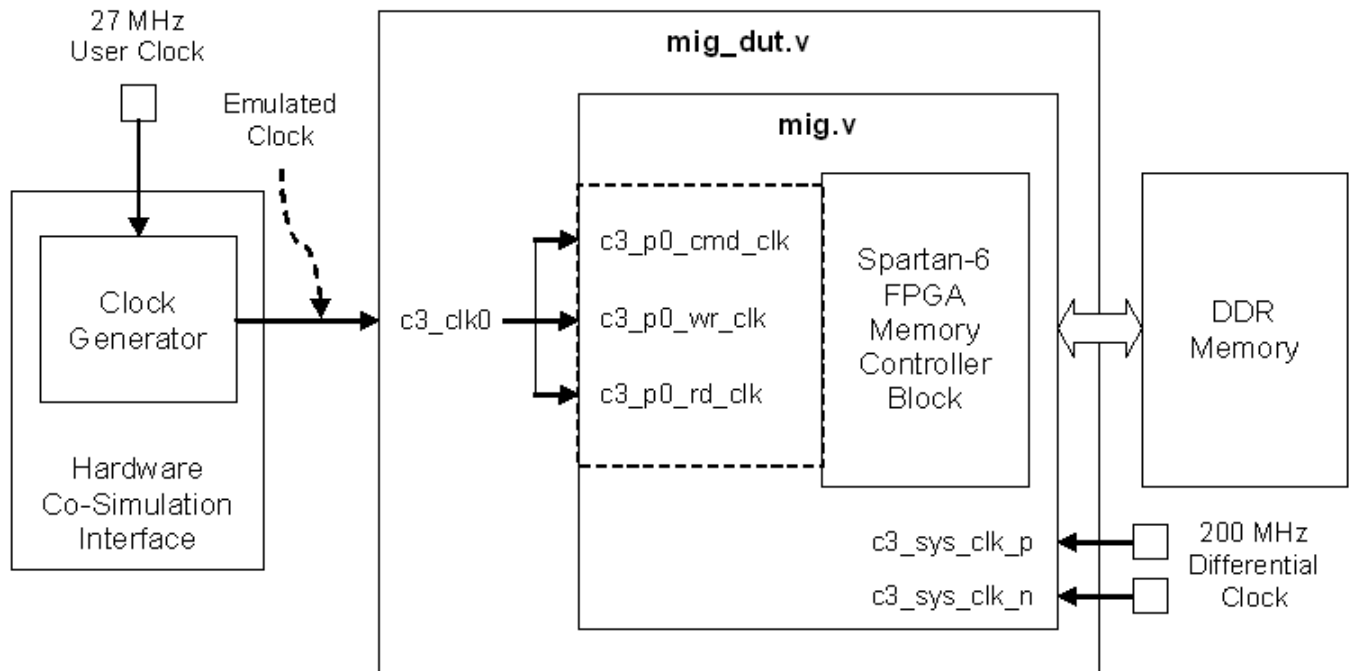 27 MHz
User Clock
Emulated
Clock
Clock
Generator
Hardware
Co-Simulation
Interface
mig_dut.v
c3_clk0
mig.v
c3_p0_cmd_clk
c3_p0_wr_clk
c3_p0_rd_clk
Spartan-6
FPGA
Memory
Controller
Block
c3_sys_clk_p
c3_sys_clk_n
DDR
Memory
200 MHz
Differential
Clock